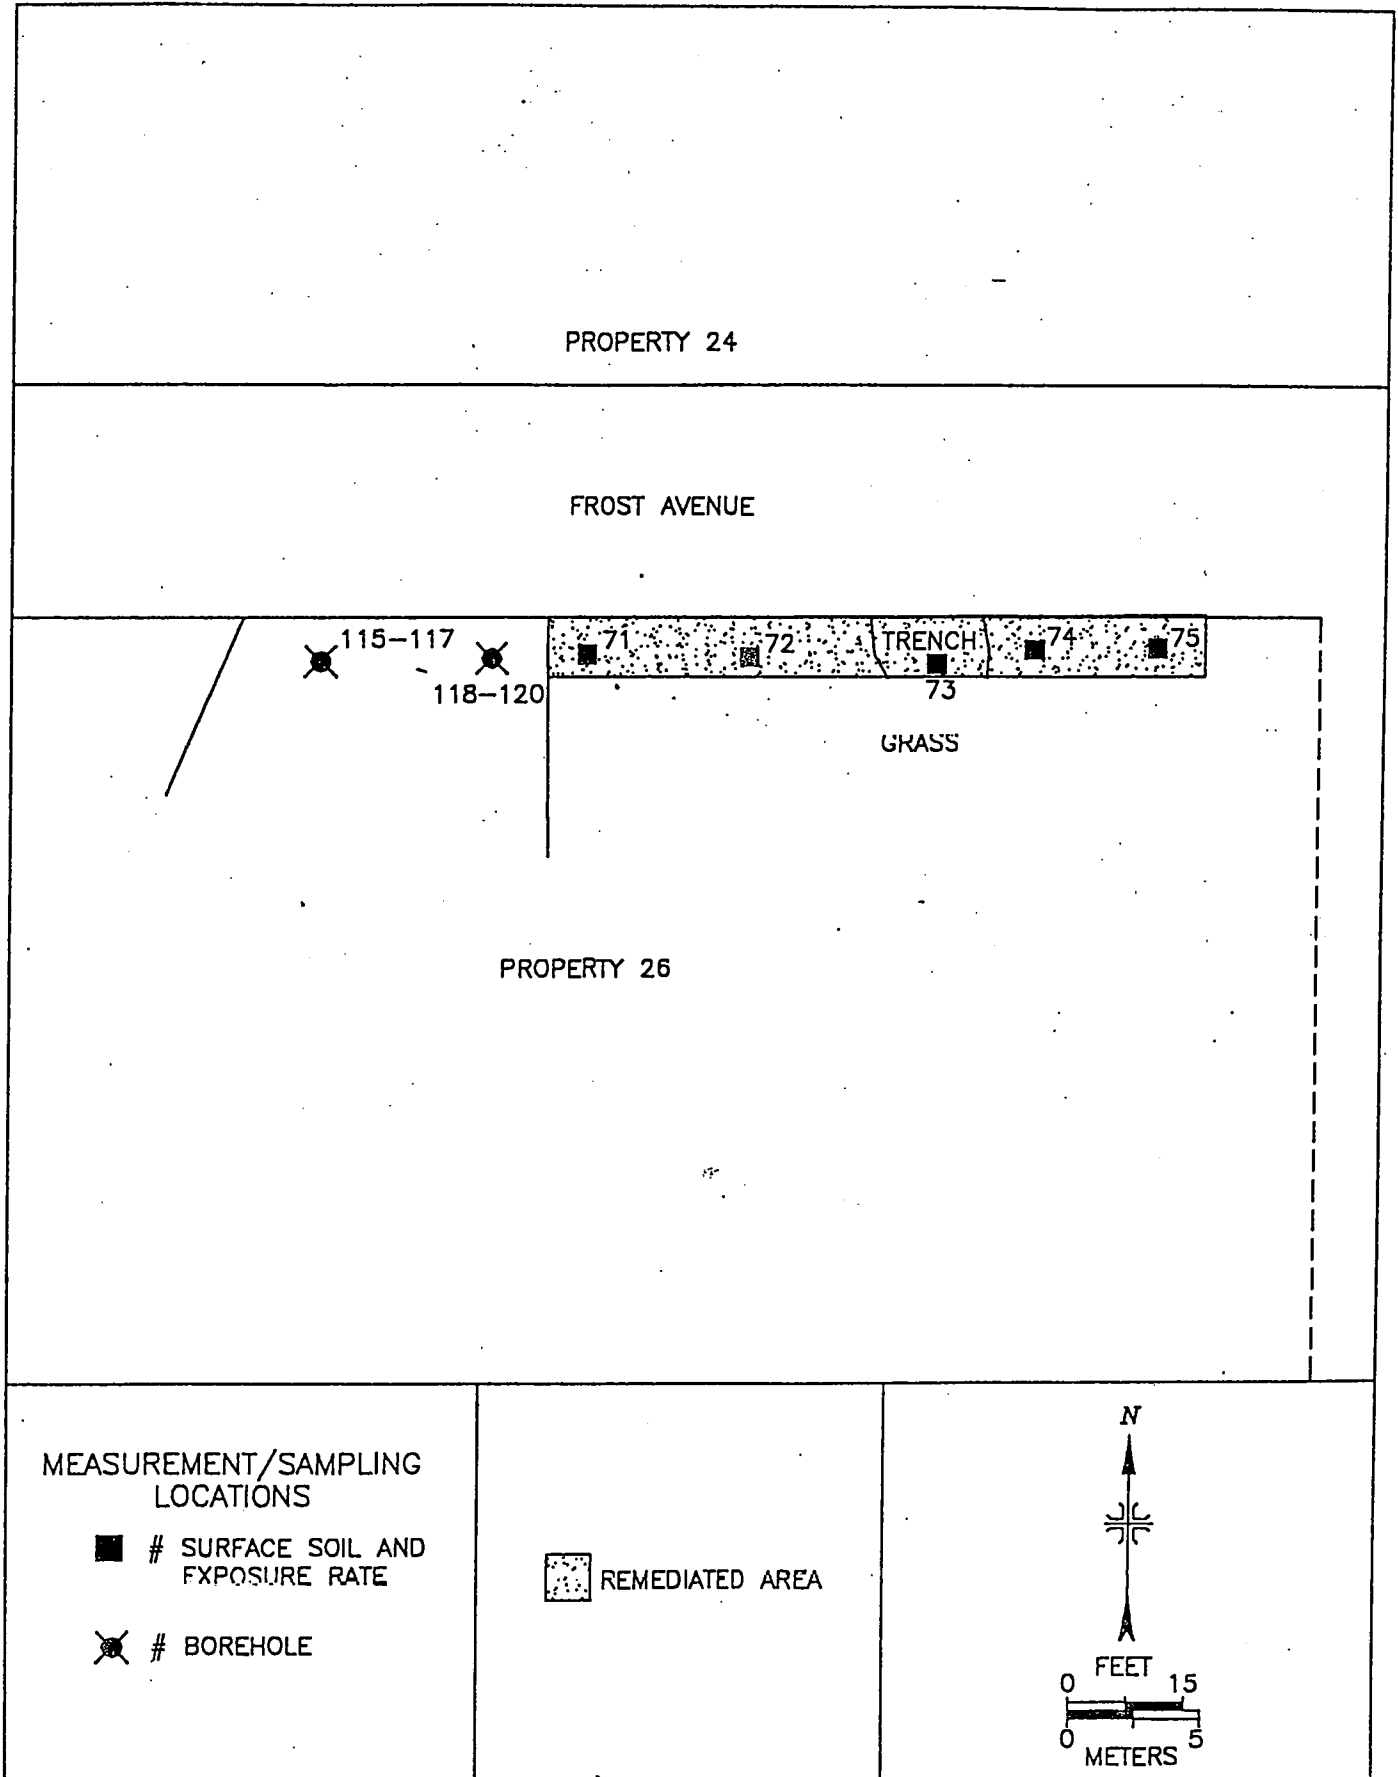 PROPERTY 24
FROST AVENUE
115-117
118-120
71
72
TRENCH
73
74
75
GRASS
PROPERTY 26
MEASUREMENT/SAMPLING
LOCATIONS
# SURFACE SOIL AND
EXPOSURE RATE
# BOREHOLE
REMEDIATED AREA
N
FEET
0 15
0 5
METERS